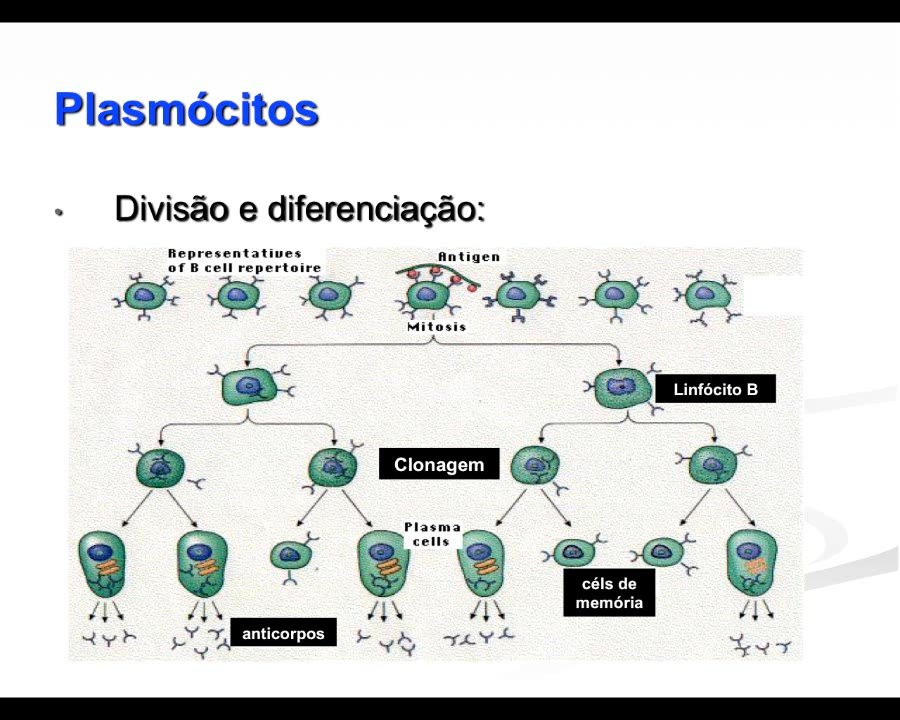 Plasmócitos
• Divisão e diferenciação:
Representatives
of B cell repertoire
Antigen
Mitosis
Linfócito B
Clonagem
Plasma
cells
céls de
memória
anticorpos